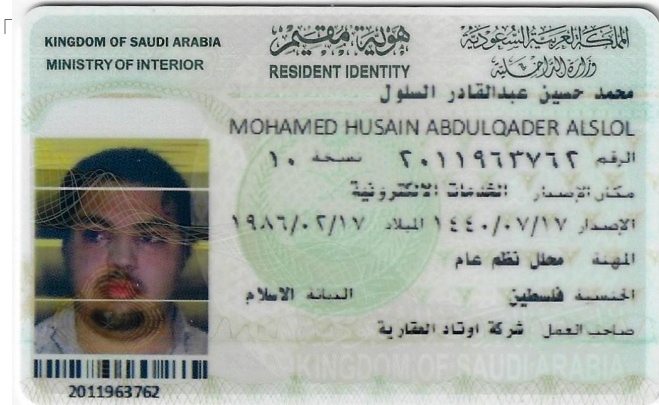 KINGDOM OF SAUDI ARABIA
MINISTRY OF INTERIOR
هوية مقيم
RESIDENT IDENTITY
المملكة العربية السعودية
وزارة الداخلية
محمد حسين عبدالقادر السلول
MOHAMED HUSAIN ABDULQADER ALSLOL
الرقم ٢٠١١٩٦٣٧٦٢ نسخة ١٠
مكان الإصدار الخدمات الالكترونية
الإصدار ١٤٤٠/٠٧/١٧ الميلاد ١٩٨٦/٠٢/١٧
المهنة محلل نظم عام
الجنسية فلسطين الديانة الاسلام
صاحب العمل شركة اوتاد العقارية
KINGDOM OF SAUDI ARABIA
2011963762